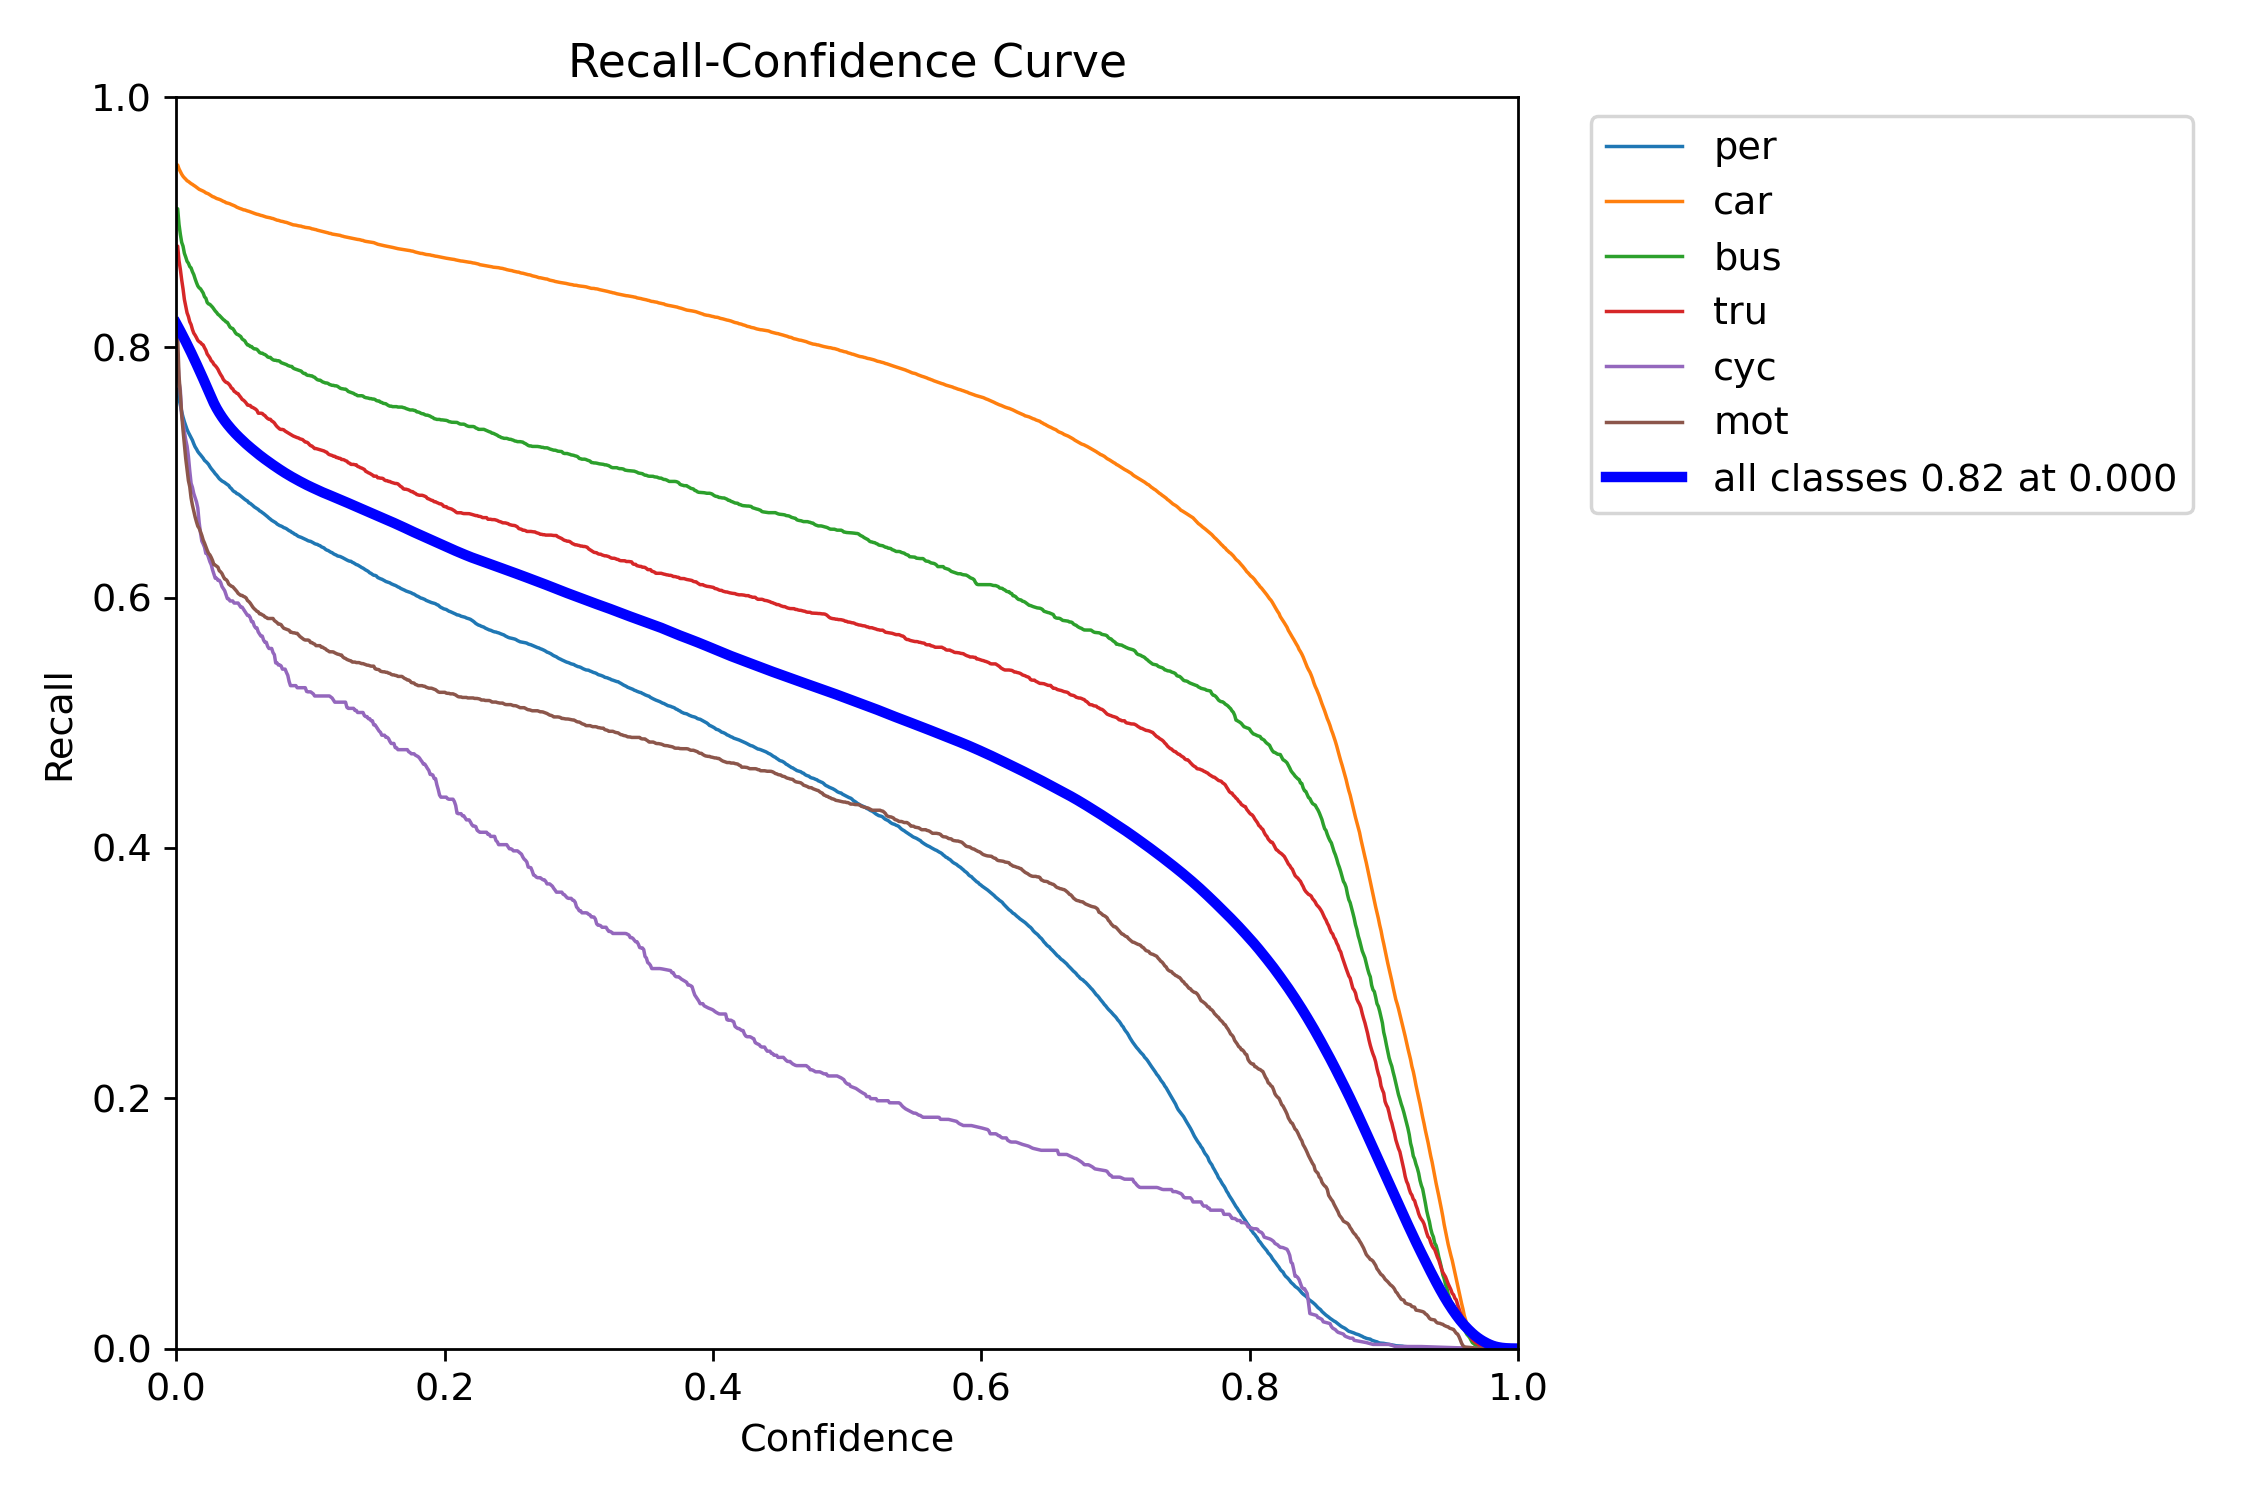 Recall-Confidence Curve
1.0
0.8
0.6
0.4
0.2
0.0
Recall
0.0 0.2 0.4 0.6 0.8 1.0
Confidence
per
car
bus
tru
cyc
mot
all classes 0.82 at 0.000